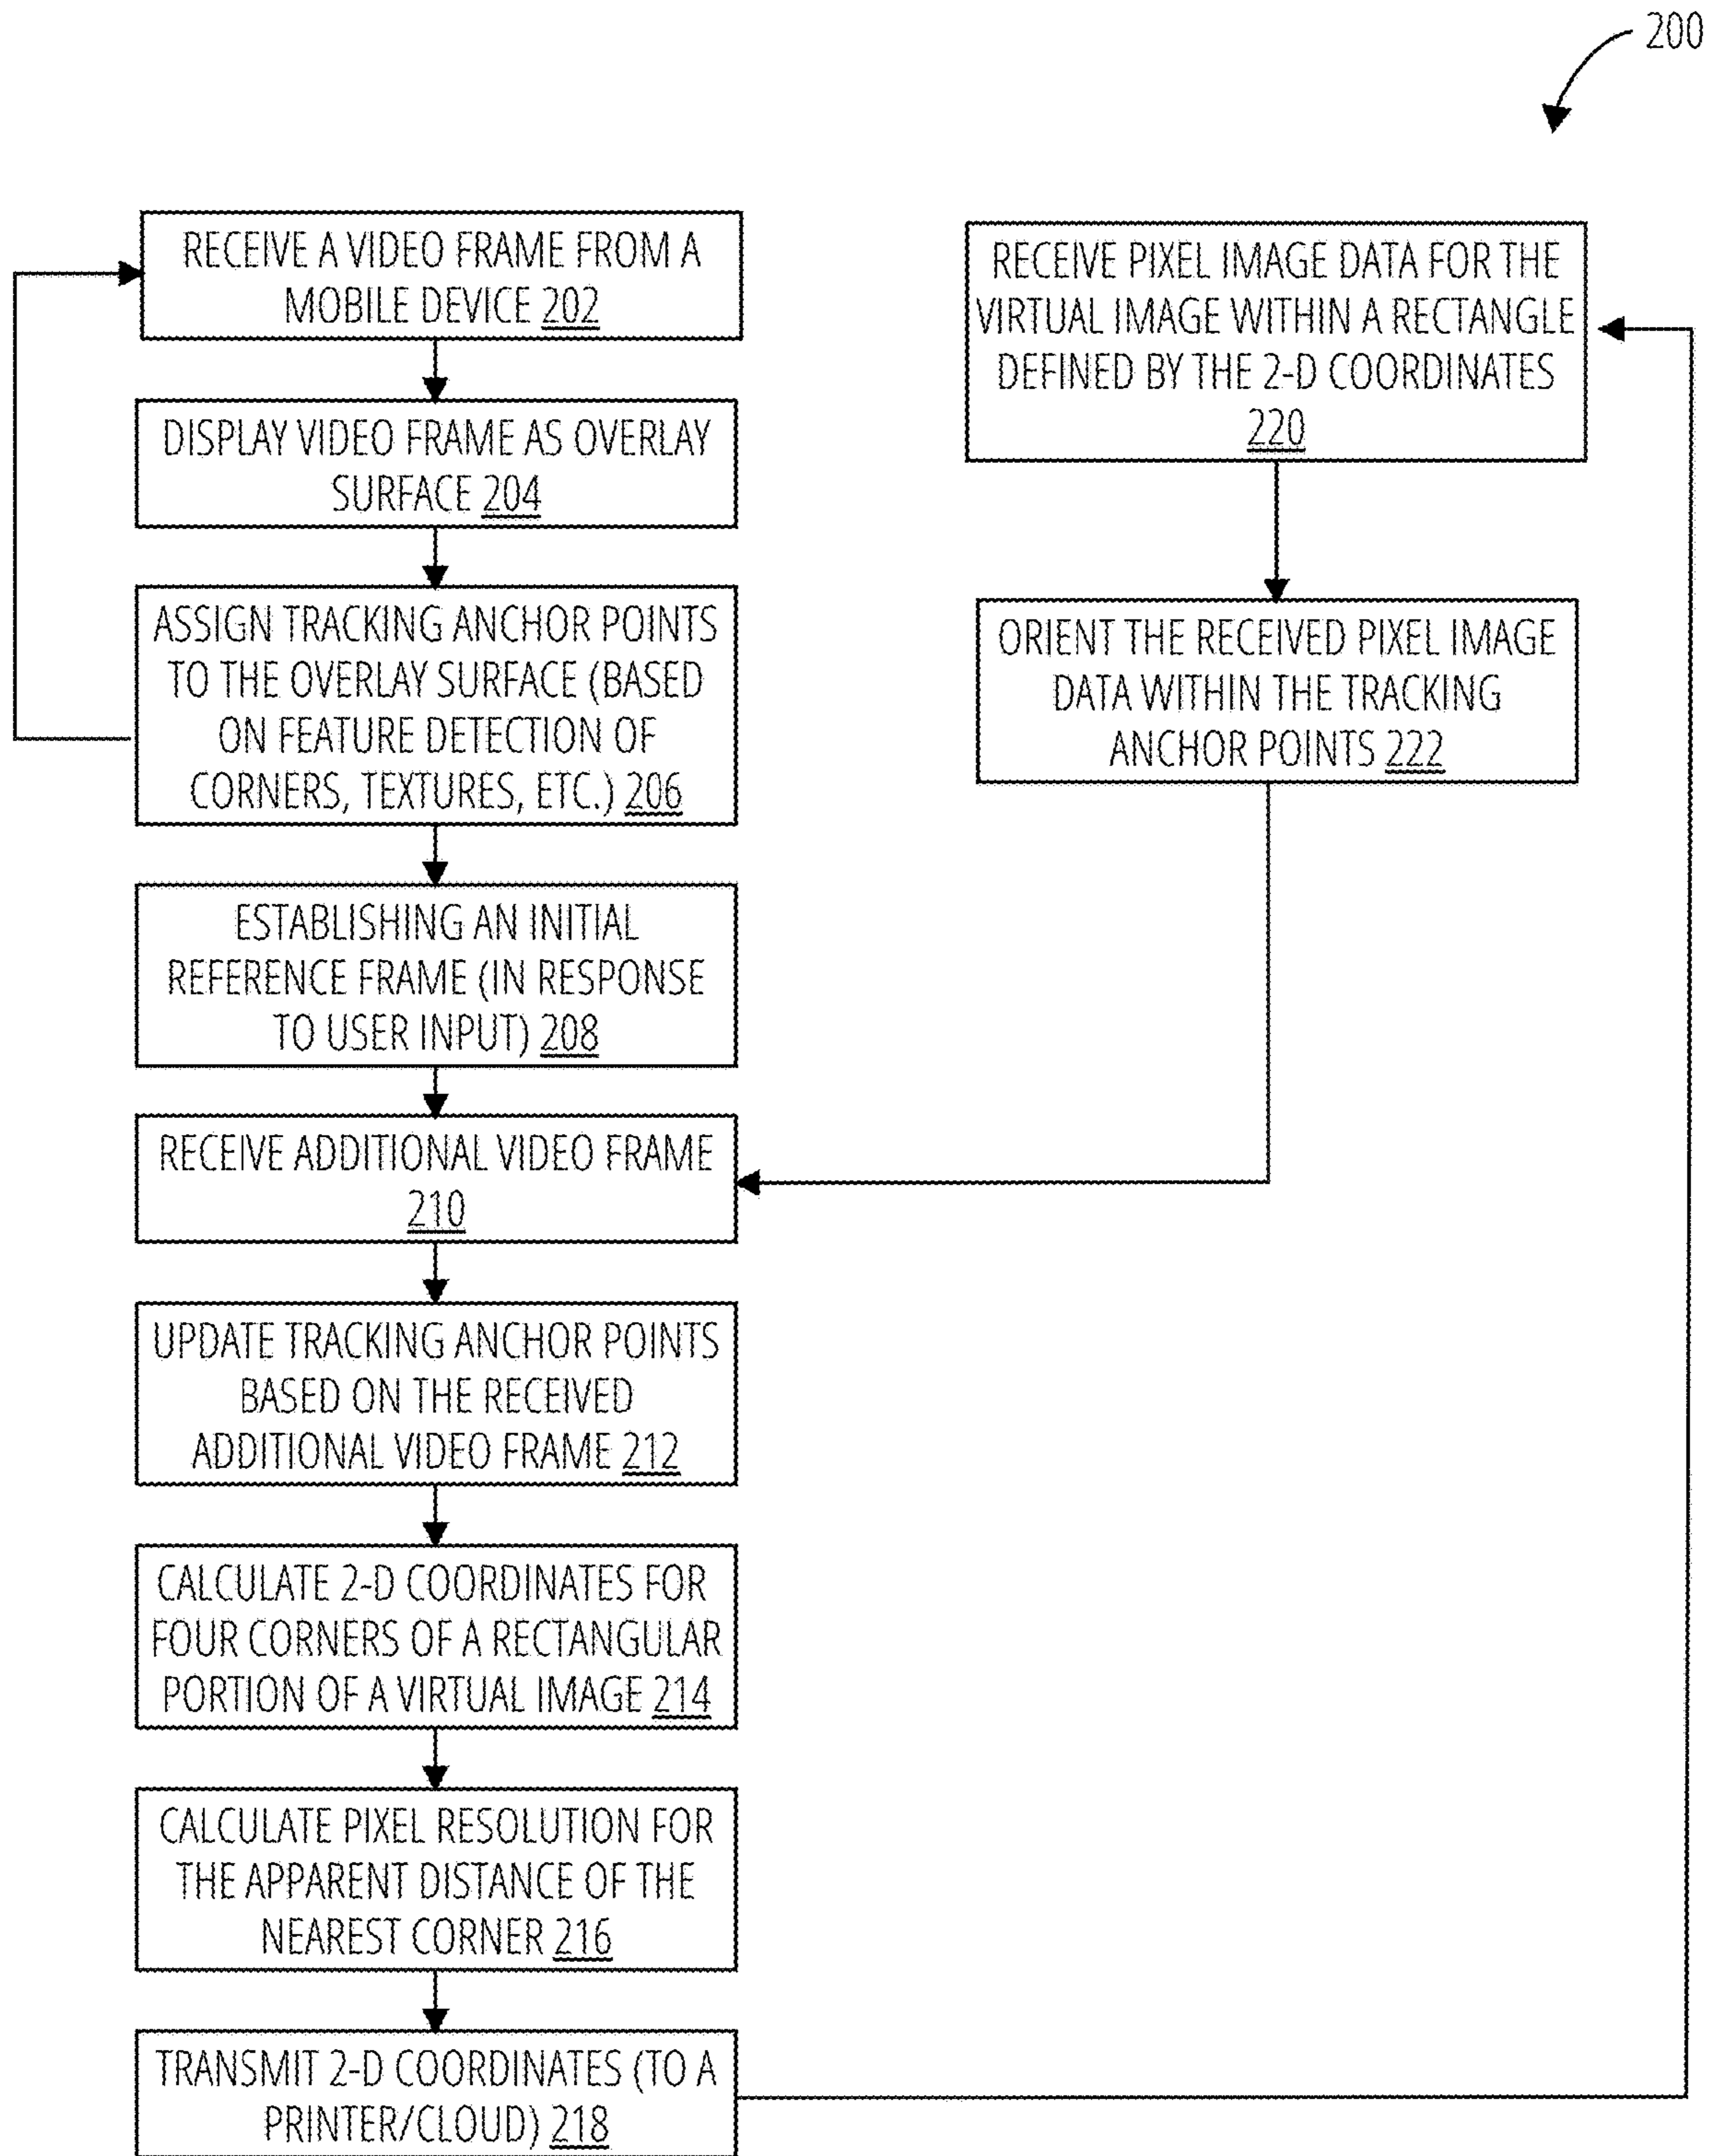 200
RECEIVE A VIDEO FRAME FROM A
MOBILE DEVICE 202
DISPLAY VIDEO FRAME AS OVERLAY
SURFACE 204
ASSIGN TRACKING ANCHOR POINTS
TO THE OVERLAY SURFACE (BASED
ON FEATURE DETECTION OF
CORNERS, TEXTURES, ETC.) 206
ESTABLISHING AN INITIAL
REFERENCE FRAME (IN RESPONSE
TO USER INPUT) 208
RECEIVE ADDITIONAL VIDEO FRAME
210
UPDATE TRACKING ANCHOR POINTS
BASED ON THE RECEIVED
ADDITIONAL VIDEO FRAME 212
CALCULATE 2-D COORDINATES FOR
FOUR CORNERS OF A RECTANGULAR
PORTION OF A VIRTUAL IMAGE 214
CALCULATE PIXEL RESOLUTION FOR
THE APPARENT DISTANCE OF THE
NEAREST CORNER 216
TRANSMIT 2-D COORDINATES (TO A
PRINTER/CLOUD) 218
RECEIVE PIXEL IMAGE DATA FOR THE
VIRTUAL IMAGE WITHIN A RECTANGLE
DEFINED BY THE 2-D COORDINATES
220
ORIENT THE RECEIVED PIXEL IMAGE
DATA WITHIN THE TRACKING
ANCHOR POINTS 222